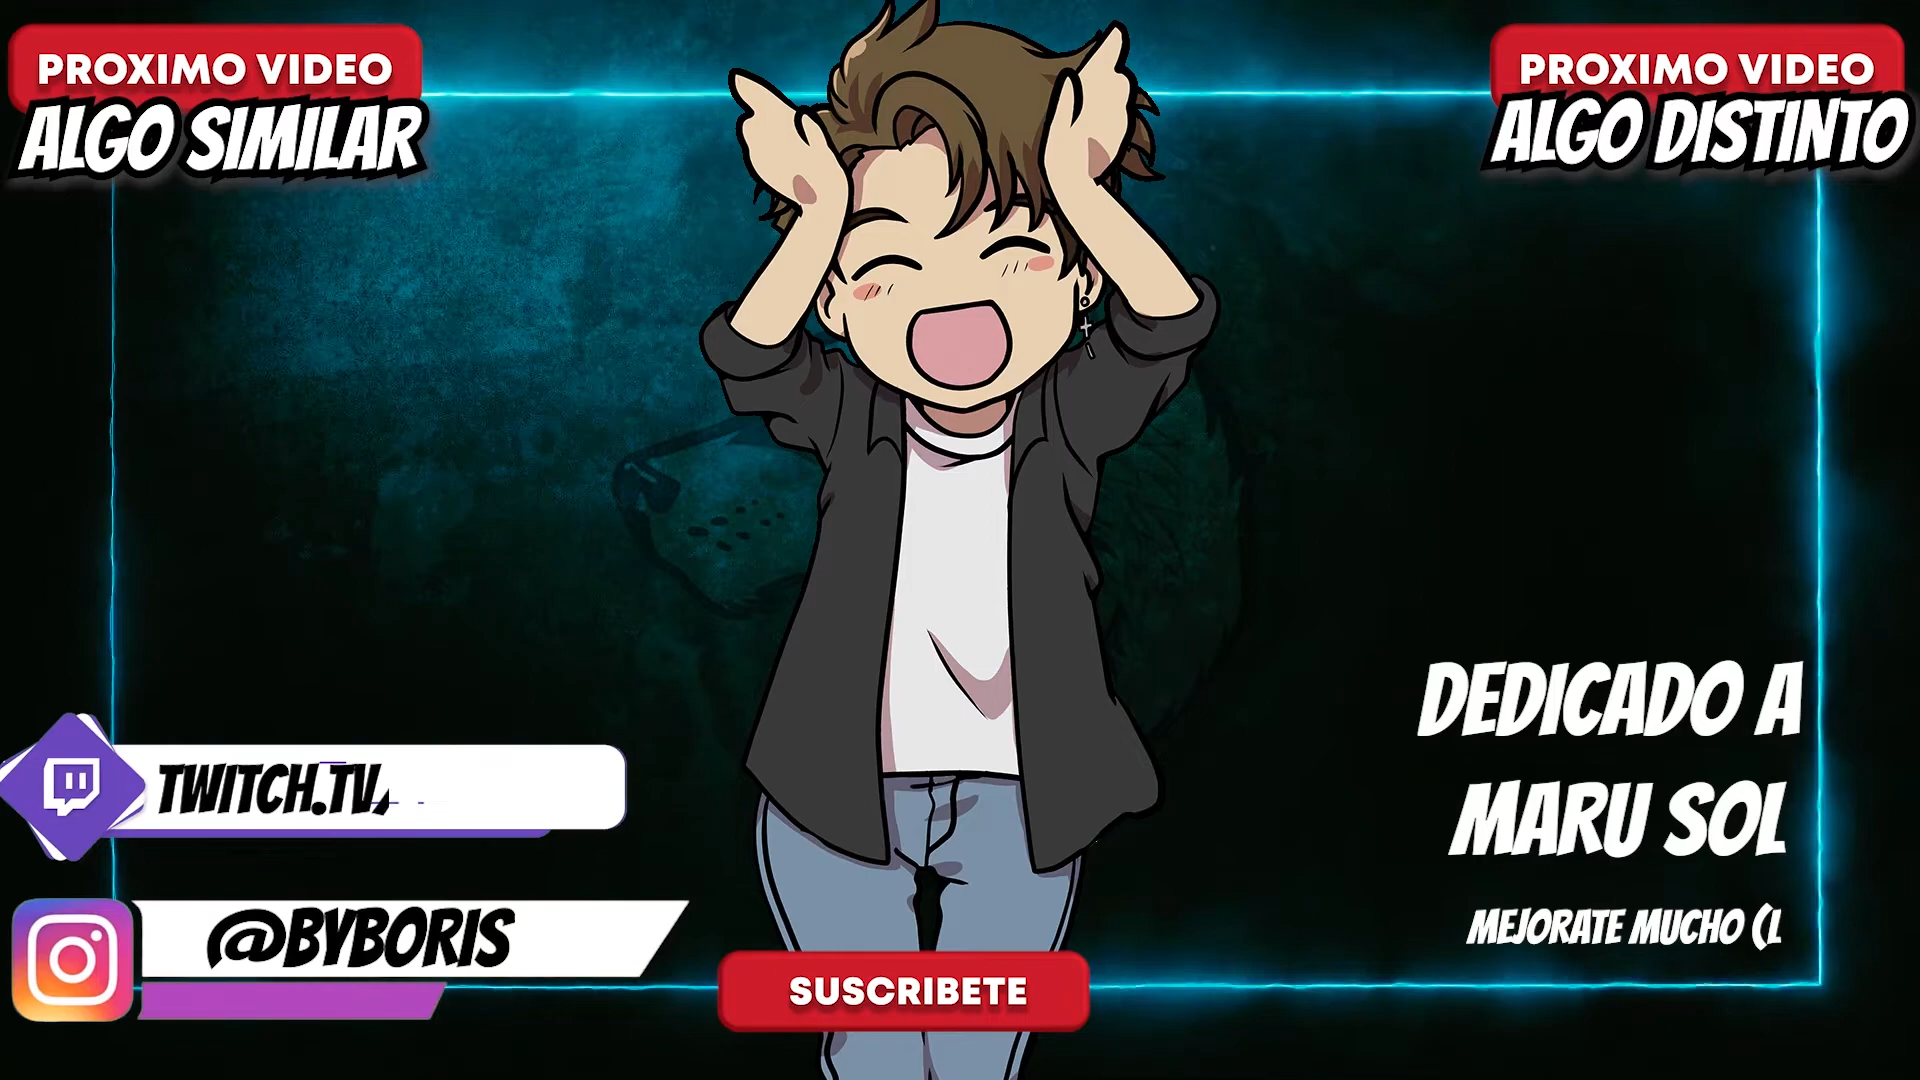 PROXIMO VIDEO
ALGO SIMILAR
PROXIMO VIDEO
ALGO DISTINTO
DEDICADO A
MARU SOL
MEJORATE MUCHO (L
TWITCH.TV/
@BYBORIS
SUSCRIBETE